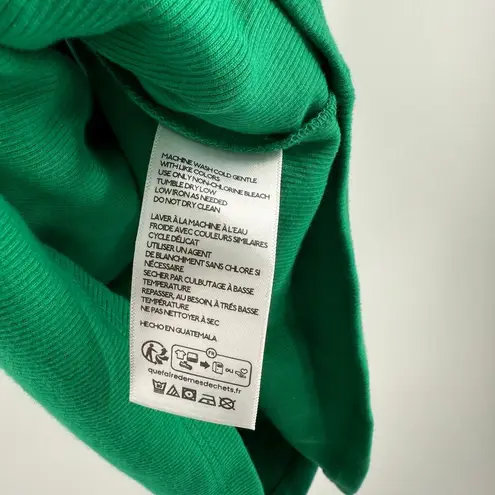 MACHINE WASH COLD GENTLE
WITH LIKE COLORS
USE ONLY NON-CHLORINE BLEACH
TUMBLE DRY LOW
LOW IRON AS NEEDED
DO NOT DRY CLEAN
LAVER À LA MACHINE À L'EAU
FROIDE AVEC COULEURS SIMILAIRES
CYCLE DÉLICAT
UTILISER UN AGENT
DE BLANCHIMENT SANS CHLORE SI
NÉCESSAIRE
SECHER PAR CULBUTAGE À BASSE
TEMPERATURE
REPASSER, AU BESOIN, À TRÉS BASSE
TEMPÉRATURE
NE PAS NETTOYER À SEC
HECHO EN GUATEMALA
FR
OU
quefairedemesdechets.fr